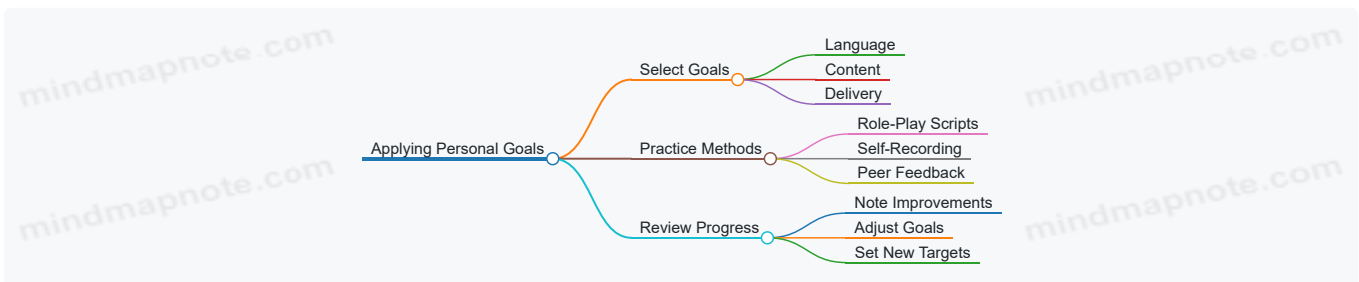 mindmapnote.com
mindmapnote.com
Applying Personal Goals
Select Goals
Language
Content
Delivery
Practice Methods
Role-Play Scripts
Self-Recording
Peer Feedback
Review Progress
Note Improvements
Adjust Goals
Set New Targets
mindmapnote.com
mindmapnote.com